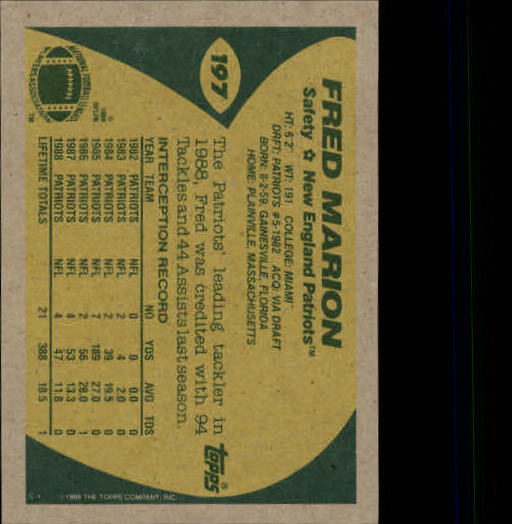 197
FRED MARION
Safety ✩ New England Patriots™
HT: 6'2" WT: 191 COLLEGE: MIAMI
DRFT: PATRIOTS #5-1982 ACQ: VIA DRAFT
BORN: 8-2-59, GAINESVILLE, FLORIDA
HOME: PLAINVILLE, MASSACHUSETTS
The Patriots' leading tackler in
1988, Fred was credited with 94
Tackles and 44 Assists last season.
INTERCEPTION RECORD
YEAR TEAM NO YDS AVG TDS
1982 PATRIOTS NFL 0 0 0.0 0
1983 PATRIOTS NFL 2 4 2.0 0
1984 PATRIOTS NFL 2 39 19.5 0
1985 PATRIOTS NFL 7 189 27.0 0
1986 PATRIOTS NFL 2 56 28.0 1
1987 PATRIOTS NFL 4 53 13.3 0
1988 PATRIOTS NFL 4 47 11.8 0
LIFETIME TOTALS 21 388 18.5 1
topps®
© 1989 THE TOPPS COMPANY, INC.